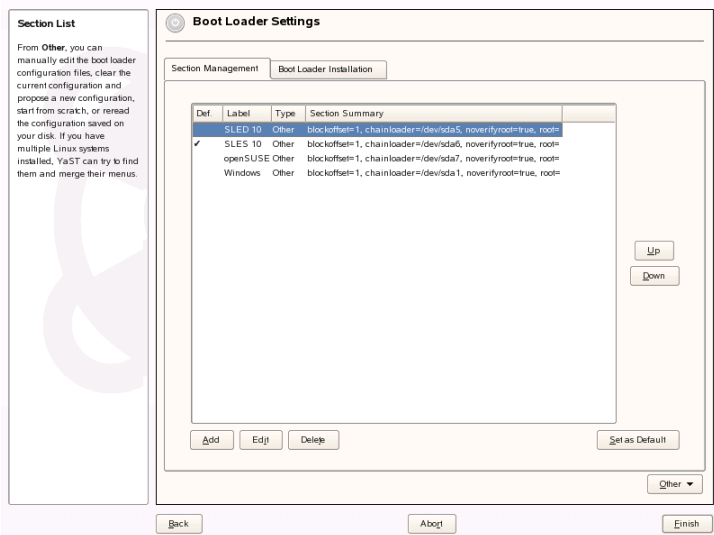 Section List
From Other, you can
manually edit the boot loader
configuration files, clear the
current configuration and
propose a new configuration,
start from scratch, or reread
the configuration saved on
your disk. If you have
multiple Linux systems
installed, YaST can try to find
them and merge their menus.
Boot Loader Settings
Section Management Boot Loader Installation
Def. Label Type Section Summary
SLED 10 Other blockoffset=1, chainloader=/dev/sda5, noverifyroot=true, root=
✔ SLES 10 Other blockoffset=1, chainloader=/dev/sda6, noverifyroot=true, root=
openSUSE Other blockoffset=1, chainloader=/dev/sda7, noverifyroot=true, root=
Windows Other blockoffset=1, chainloader=/dev/sda1, noverifyroot=true, root=
Up
Down
Add Edit Delete Set as Default
Other
Back Abort Finish